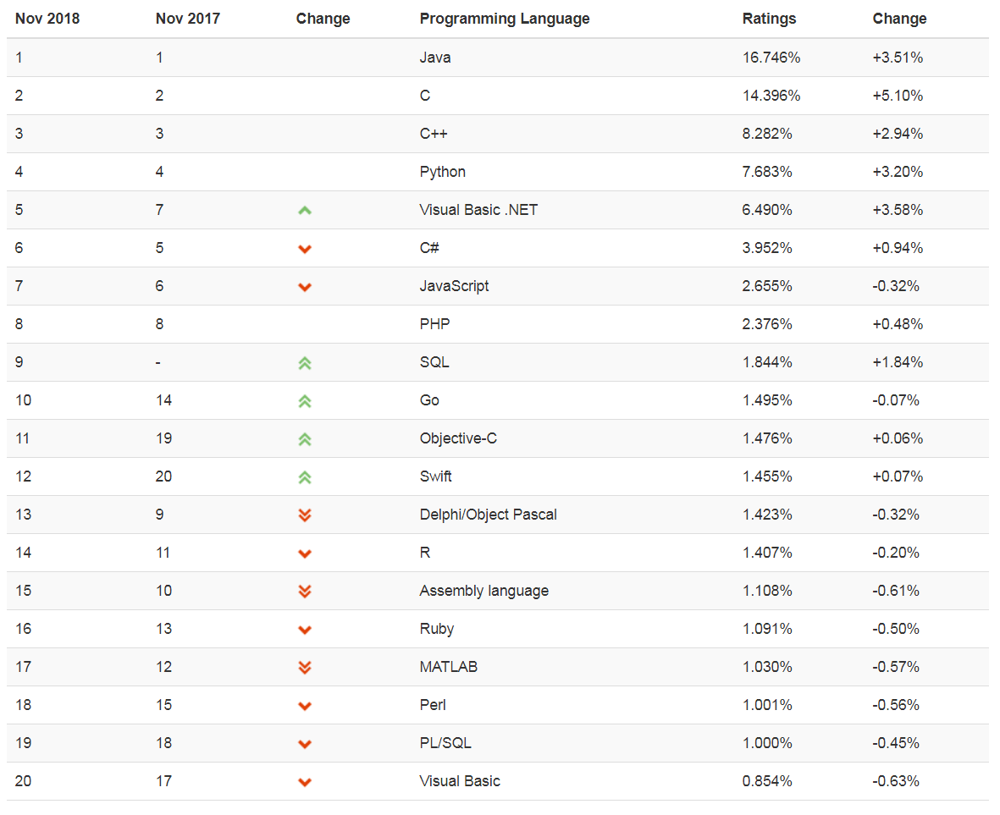 Nov 2018 Nov 2017 Change Programming Language Ratings Change
1 1 Java 16.746% +3.51%
2 2 C 14.396% +5.10%
3 3 C++ 8.282% +2.94%
4 4 Python 7.683% +3.20%
5 7 Visual Basic .NET 6.490% +3.58%
6 5 C# 3.952% +0.94%
7 6 JavaScript 2.655% -0.32%
8 8 PHP 2.376% +0.48%
9 - SQL 1.844% +1.84%
10 14 Go 1.495% -0.07%
11 19 Objective-C 1.476% +0.06%
12 20 Swift 1.455% +0.07%
13 9 Delphi/Object Pascal 1.423% -0.32%
14 11 R 1.407% -0.20%
15 10 Assembly language 1.108% -0.61%
16 13 Ruby 1.091% -0.50%
17 12 MATLAB 1.030% -0.57%
18 15 Perl 1.001% -0.56%
19 18 PL/SQL 1.000% -0.45%
20 17 Visual Basic 0.854% -0.63%